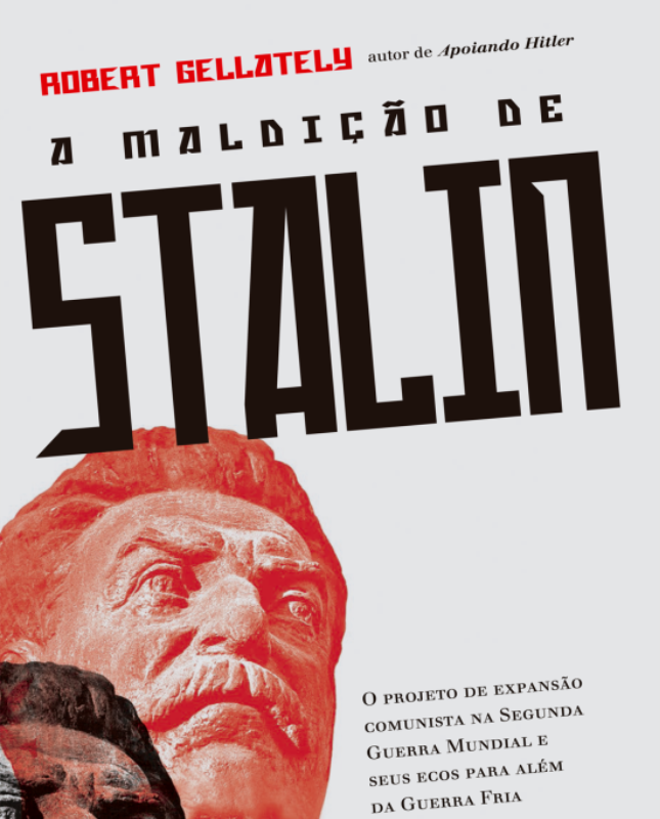 ROBERT GELLATELY autor de Apoiando Hitler
A MALDIÇÃO DE
STALIN
O PROJETO DE EXPANSÃO
COMUNISTA NA SEGUNDA
GUERRA MUNDIAL E
SEUS ECOS PARA ALÉM
DA GUERRA FRIA